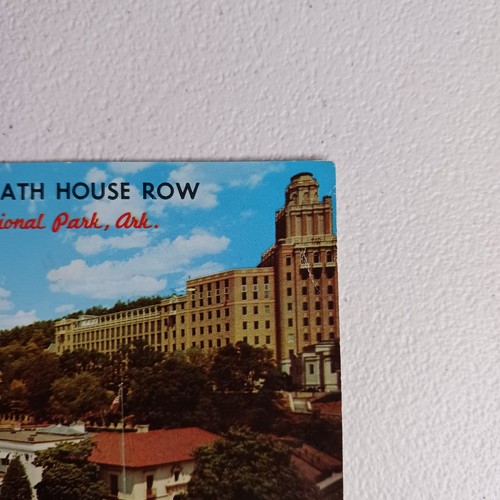 ATH HOUSE ROW
ional Park, Ark.